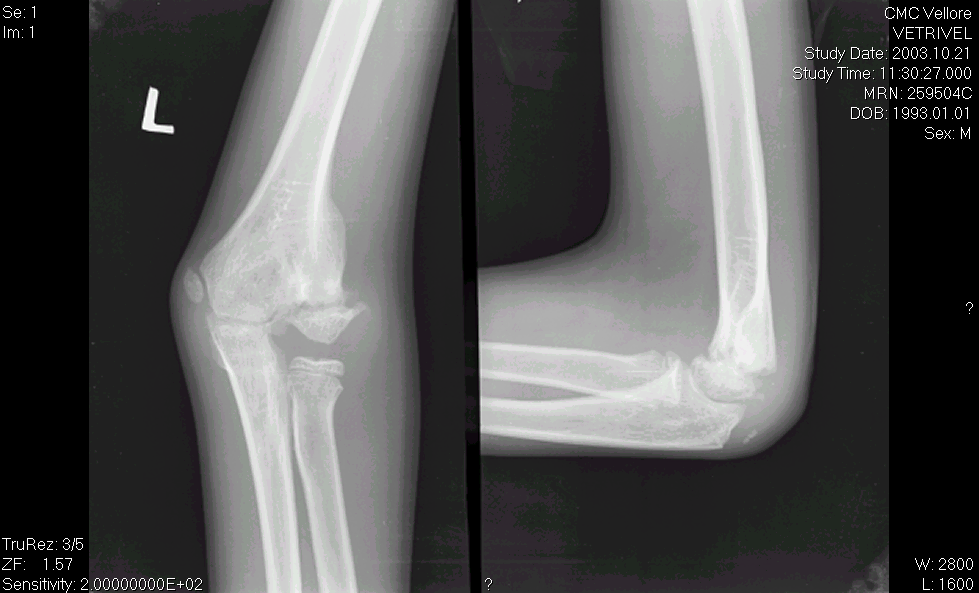 Se: 1
Im: 1
CMC Vellore
VETRIVEL
Study Date: 2003.10.21
Study Time: 11:30:27.000
MRN: 259504C
DOB: 1993.01.01
Sex: M
L
?
TruRez: 3/5
ZF: 1.57
Sensitivity: 2.00000000E+02
?
W: 2800
L: 1600